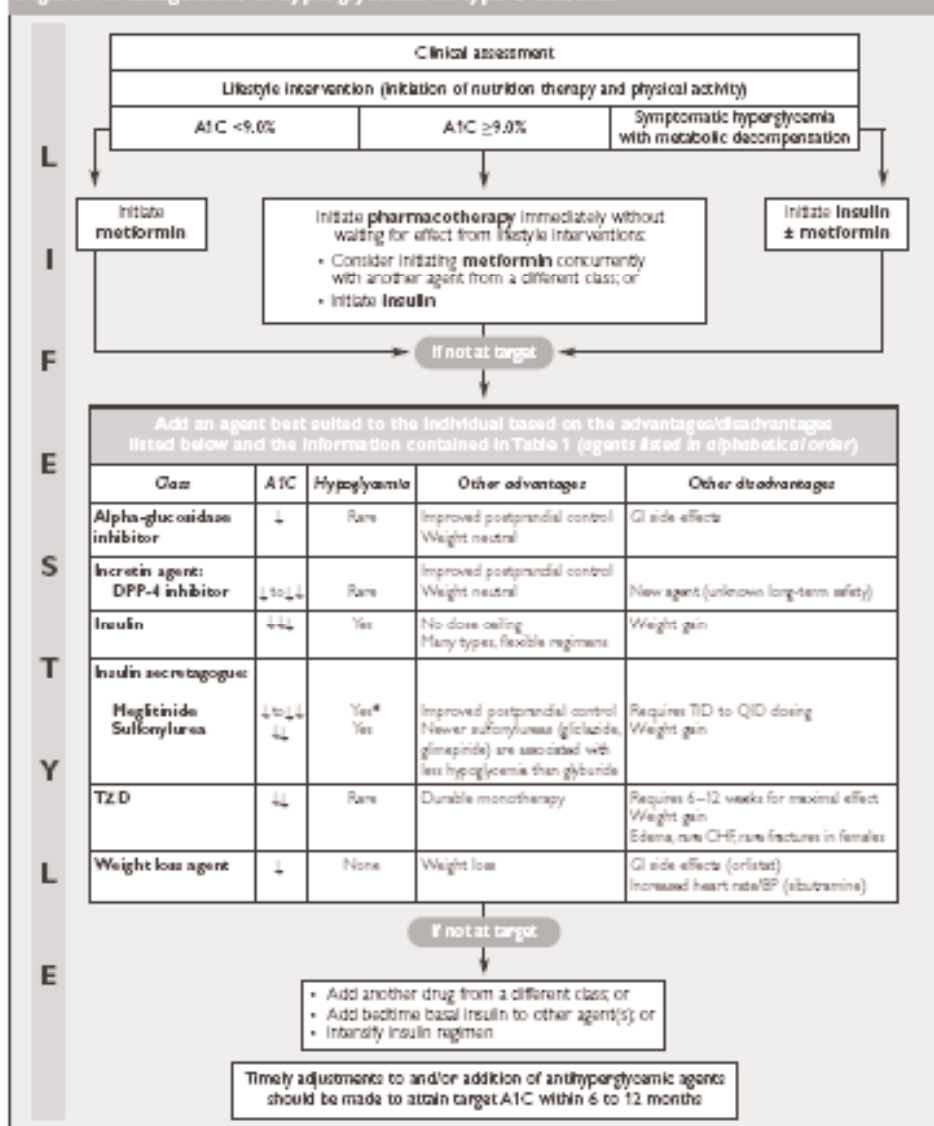 Clinical assessment
Lifestyle intervention (initiation of nutrition therapy and physical activity)
A1C <9.0%
A1C ≥9.0%
Symptomatic hyperglycemia
with metabolic decompensation
Initiate
metformin
Initiate pharmacotherapy immediately without
waiting for effect from lifestyle interventions:
• Consider initiating metformin concurrently
with another agent from a different class; or
• Initiate insulin
Initiate insulin
± metformin
If not at target
L
I
F
E
S
T
Y
L
E
Add an agent best suited to the individual based on the advantages/disadvantages
listed below and the information contained in Table 1 (agents listed in alphabetical order)
Class A1C Hypoglycemia Other advantages Other disadvantages
Alpha-glucosidase ↓ Rare Improved postprandial control GI side effects
inhibitor Weight neutral
Incretin agent: Improved postprandial control
DPP-4 inhibitor ↓ to ↓↓ Rare Weight neutral New agent (unknown long-term safety)
Insulin ↓↓↓ Yes No dose ceiling Weight gain
Many types, flexible regimens
Insulin secretagogue:
Meglitinide ↓ to ↓↓ Yes* Improved postprandial control Requires TID to QID dosing
Sulfonylurea ↓↓ Yes Newer sulfonylureas (gliclazide, Weight gain
glimepiride) are associated with
less hypoglycemia than glyburide
TZD ↓↓ Rare Durable monotherapy Requires 6–12 weeks for maximal effect
Weight gain
Edema, rare CHF, rare fractures in females
Weight loss agent ↓ None Weight loss GI side effects (orlistat)
Increased heart rate/BP (sibutramine)
If not at target
• Add another drug from a different class; or
• Add bedtime basal insulin to other agent(s); or
• Intensify insulin regimen
Timely adjustments to and/or addition of antihyperglycemic agents
should be made to attain target A1C within 6 to 12 months